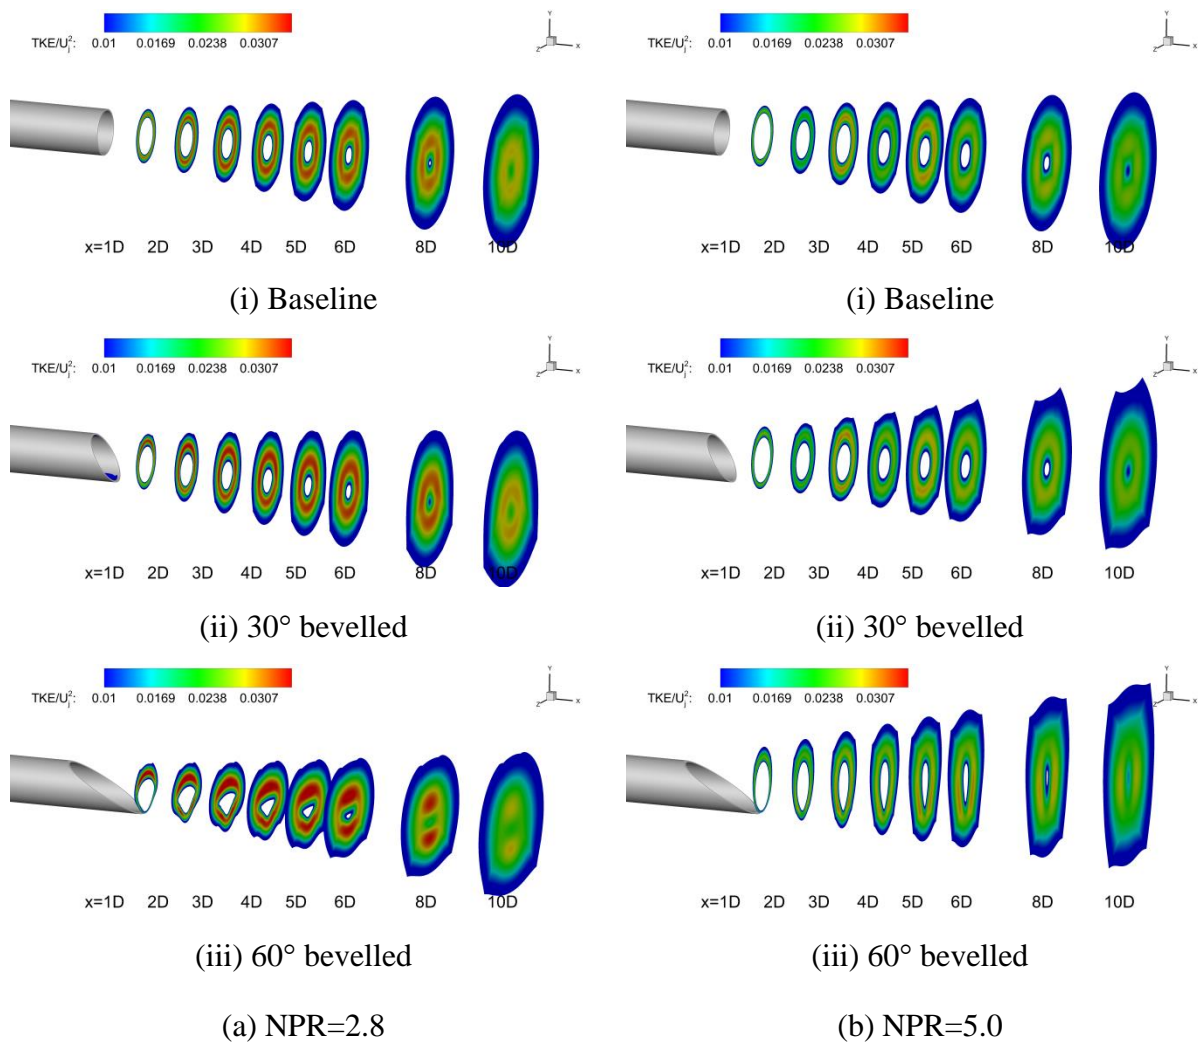 TKE/U_j^2: 0.01 0.0169 0.0238 0.0307
Y
Z
X
x=1D 2D 3D 4D 5D 6D 8D 10D
(i) Baseline
TKE/U_j^2: 0.01 0.0169 0.0238 0.0307
Y
Z
X
x=1D 2D 3D 4D 5D 6D 8D 10D
(i) Baseline
TKE/U_j^2: 0.01 0.0169 0.0238 0.0307
Y
Z
X
x=1D 2D 3D 4D 5D 6D 8D 10D
(ii) 30° bevelled
TKE/U_j^2: 0.01 0.0169 0.0238 0.0307
Y
Z
X
x=1D 2D 3D 4D 5D 6D 8D 10D
(ii) 30° bevelled
TKE/U_j^2: 0.01 0.0169 0.0238 0.0307
Y
Z
X
x=1D 2D 3D 4D 5D 6D 8D 10D
(iii) 60° bevelled
TKE/U_j^2: 0.01 0.0169 0.0238 0.0307
Y
Z
X
x=1D 2D 3D 4D 5D 6D 8D 10D
(iii) 60° bevelled
(a) NPR=2.8
(b) NPR=5.0